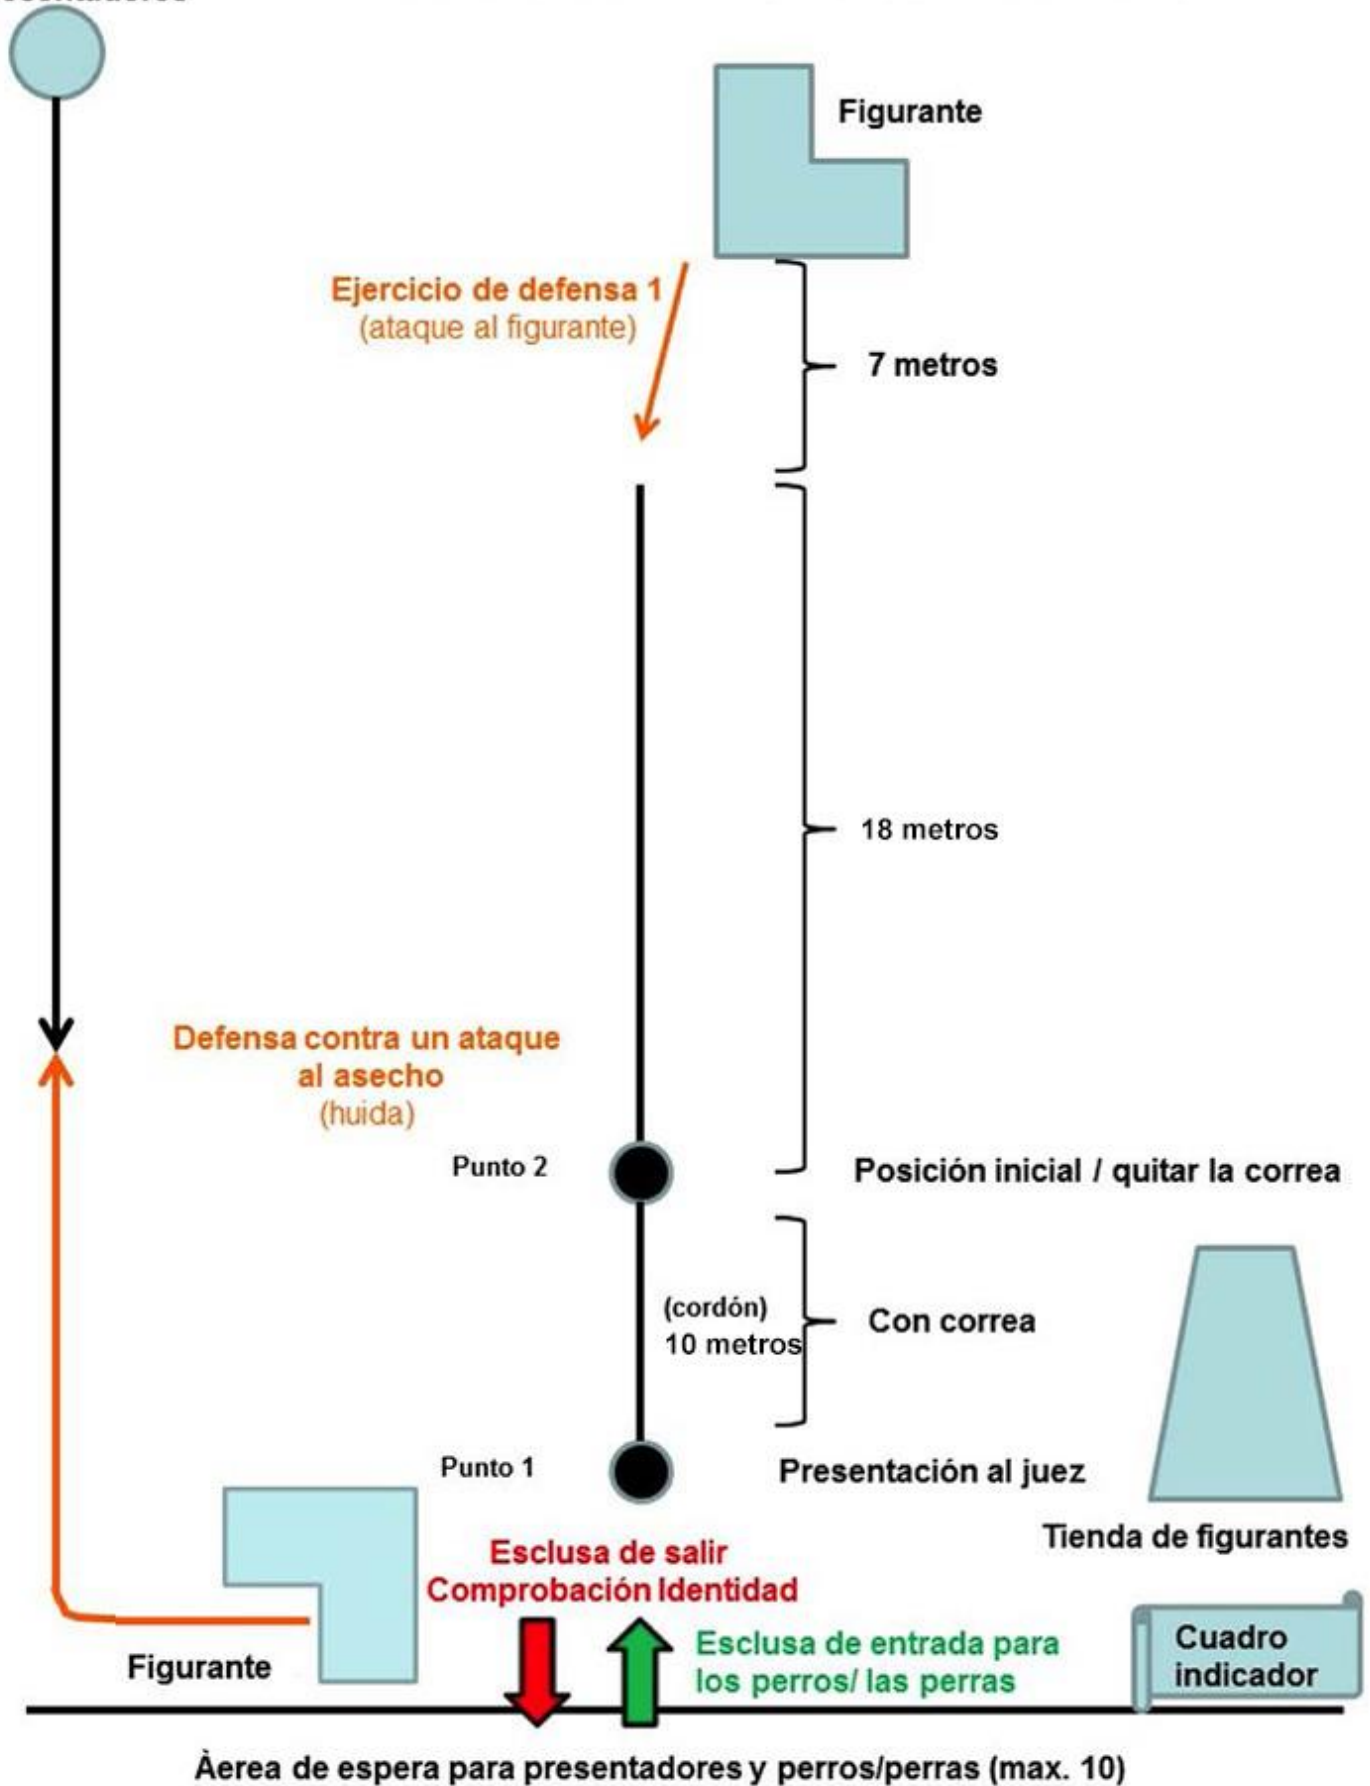 Figurante
Ejercicio de defensa 1
(ataque al figurante)
7 metros
18 metros
Defensa contra un ataque
al asecho
(huida)
Punto 2
Posición inicial / quitar la correa
(cordón)
10 metros
Con correa
Punto 1
Presentación al juez
Tienda de figurantes
Esclusa de salir
Comprobación Identidad
Esclusa de entrada para
los perros/ las perras
Cuadro
indicador
Figurante
Àerea de espera para presentadores y perros/perras (max. 10)